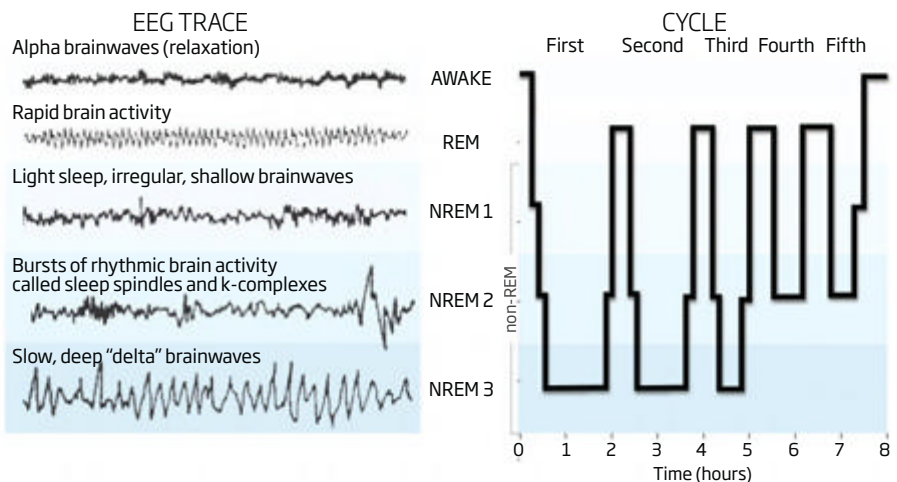 EEG TRACE
Alpha brainwaves (relaxation)
Rapid brain activity
Light sleep, irregular, shallow brainwaves
Bursts of rhythmic brain activity
called sleep spindles and k-complexes
Slow, deep “delta” brainwaves
AWAKE
REM
NREM 1
NREM 2
NREM 3
CYCLE
First Second Third Fourth Fifth
non-REM
0 1 2 3 4 5 6 7 8
Time (hours)